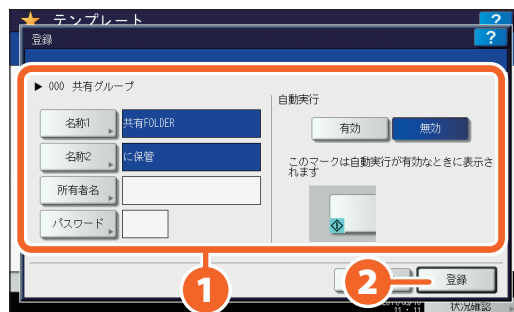 テンプレート
?
登録
?
▶ 000 共有グループ
名称1
共有FOLDER
名称2
に保管
所有者名
パスワード
自動実行
有効
無効
このマークは自動実行が有効なときに表示さ
れます
1
2
登録
11 : 11
状況確認